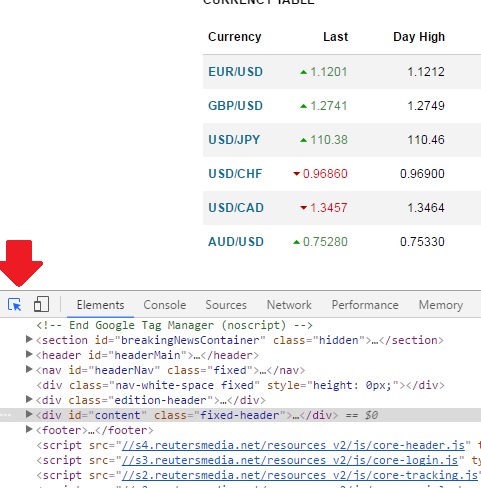 CURRENCY TABLE
Currency Last Day High
EUR/USD 1.1201 1.1212
GBP/USD 1.2741 1.2749
USD/JPY 110.38 110.46
USD/CHF 0.96860 0.96900
USD/CAD 1.3457 1.3464
AUD/USD 0.75280 0.75330
Elements Console Sources Network Performance Memory
<!-- End Google Tag Manager (noscript) -->
<section id="breakingNewsContainer" class="hidden">…</section>
<header id="headerMain">…</header>
<nav id="headerNav" class="fixed">…</nav>
<div class="nav-white-space fixed" style="height: 0px;"></div>
<div class="edition-header">…</div>
… <div id="content" class="fixed-header">…</div> == $0
<footer>…</footer>
<script src="//s4.reutersmedia.net/resources_v2/js/core-header.js" t
<script src="//s3.reutersmedia.net/resources_v2/js/core-login.js" ty
<script src="//s2.reutersmedia.net/resources_v2/js/core-tracking.js"